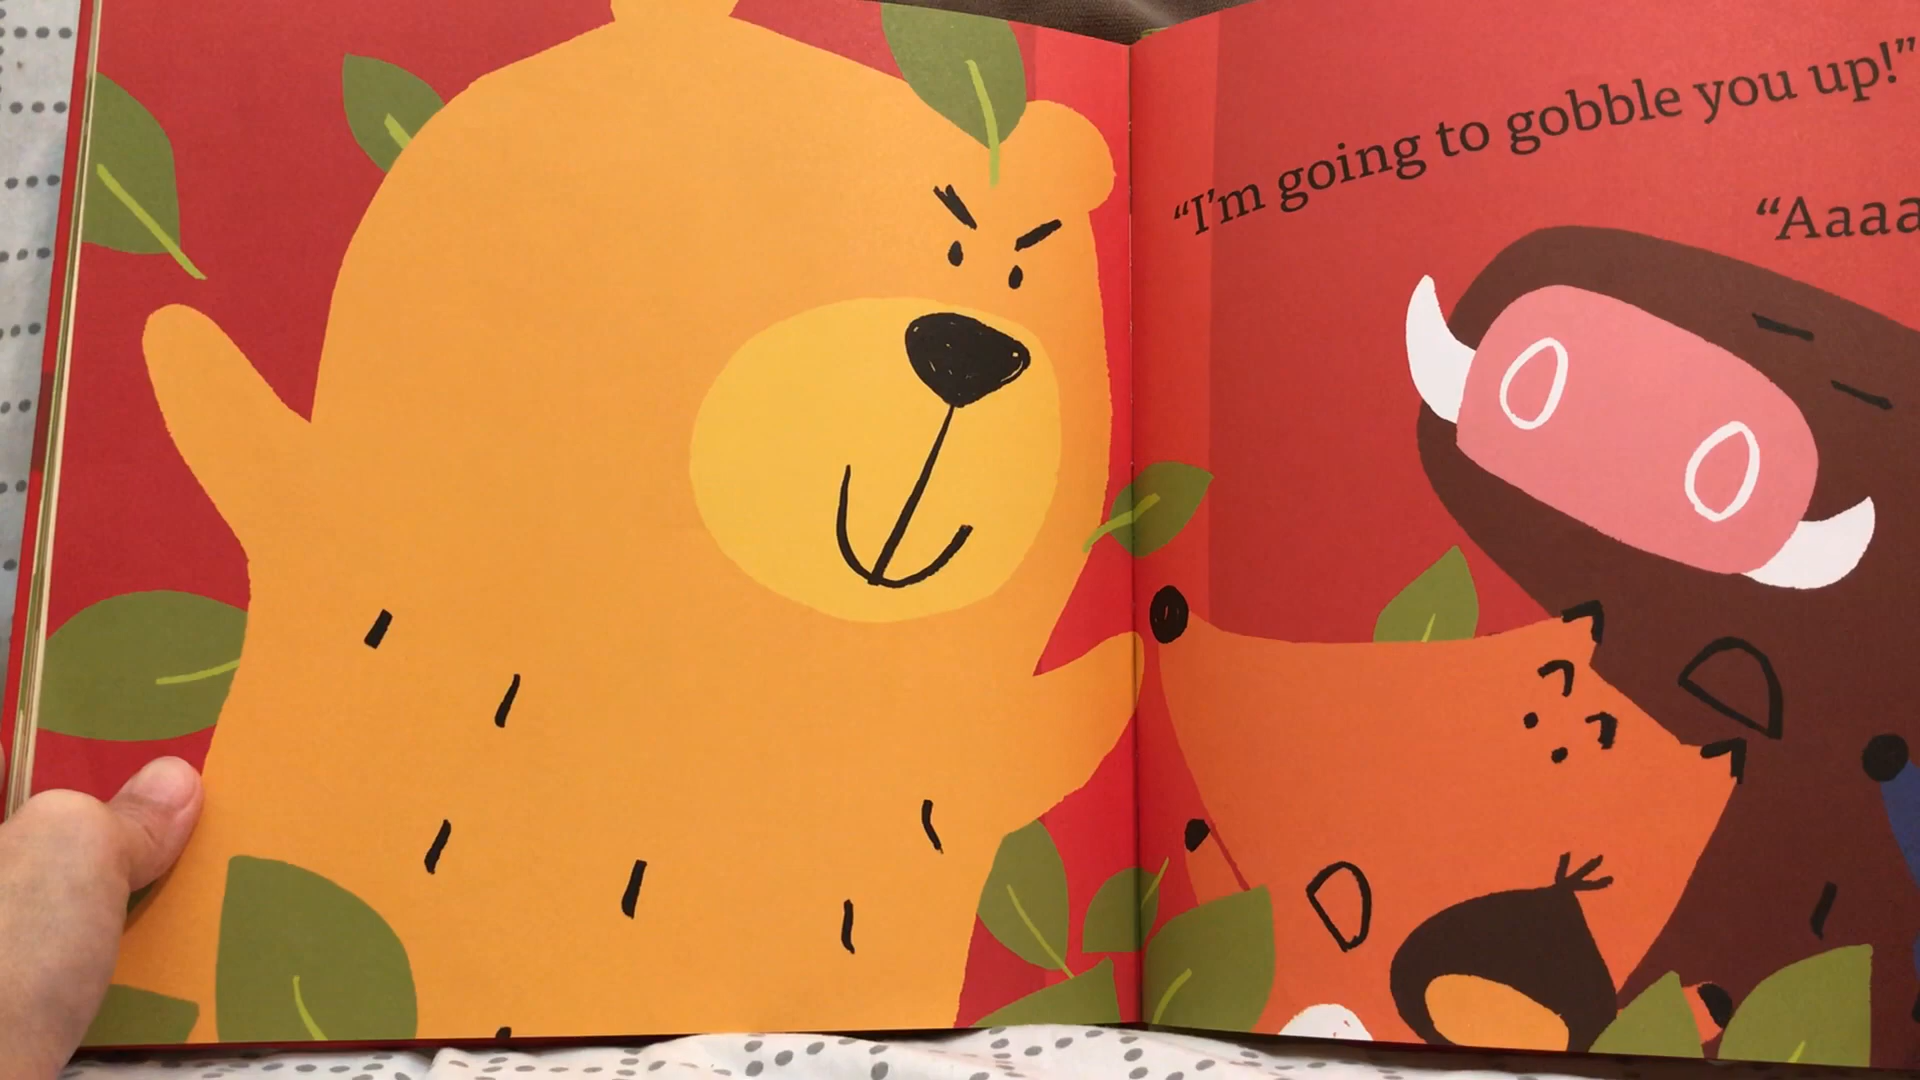 “I’m going to gobble you up!”
“Aaaa